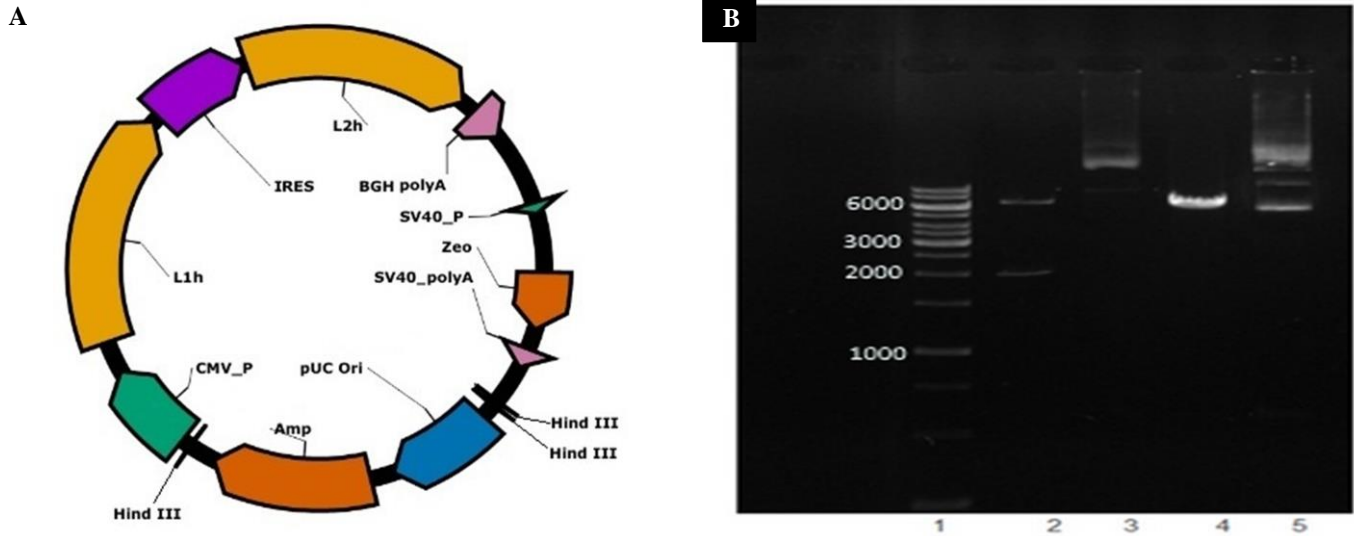 A
L2h
IRES
BGH polyA
SV40_P
Zeo
SV40_polyA
L1h
CMV_P
pUC Ori
Amp
Hind III
Hind III
Hind III
B
6000
3000
2000
1000
1 2 3 4 5